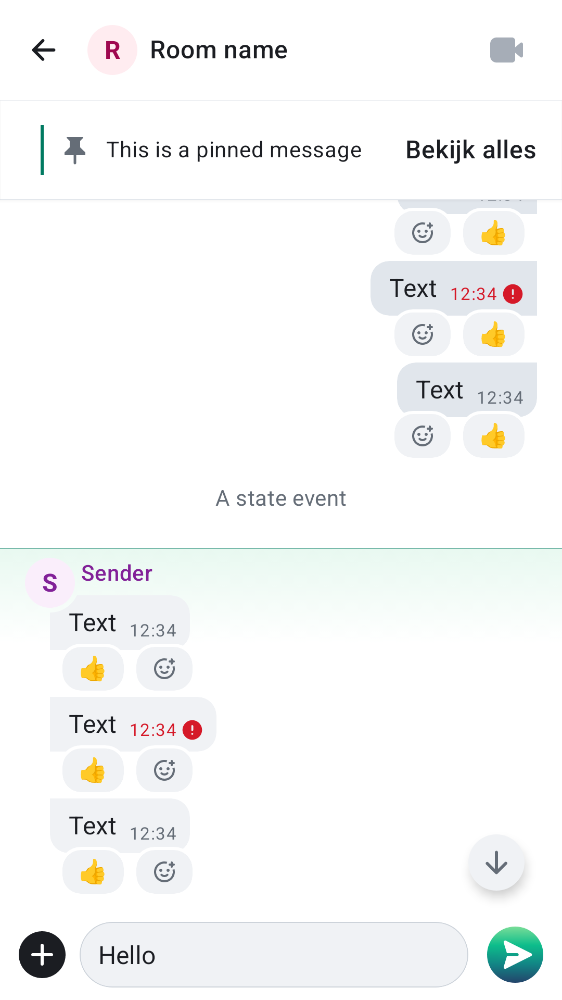 R Room name
This is a pinned message Bekijk alles
Text 12:34
Text 12:34
A state event
S Sender
Text 12:34
Text 12:34
Text 12:34
Hello